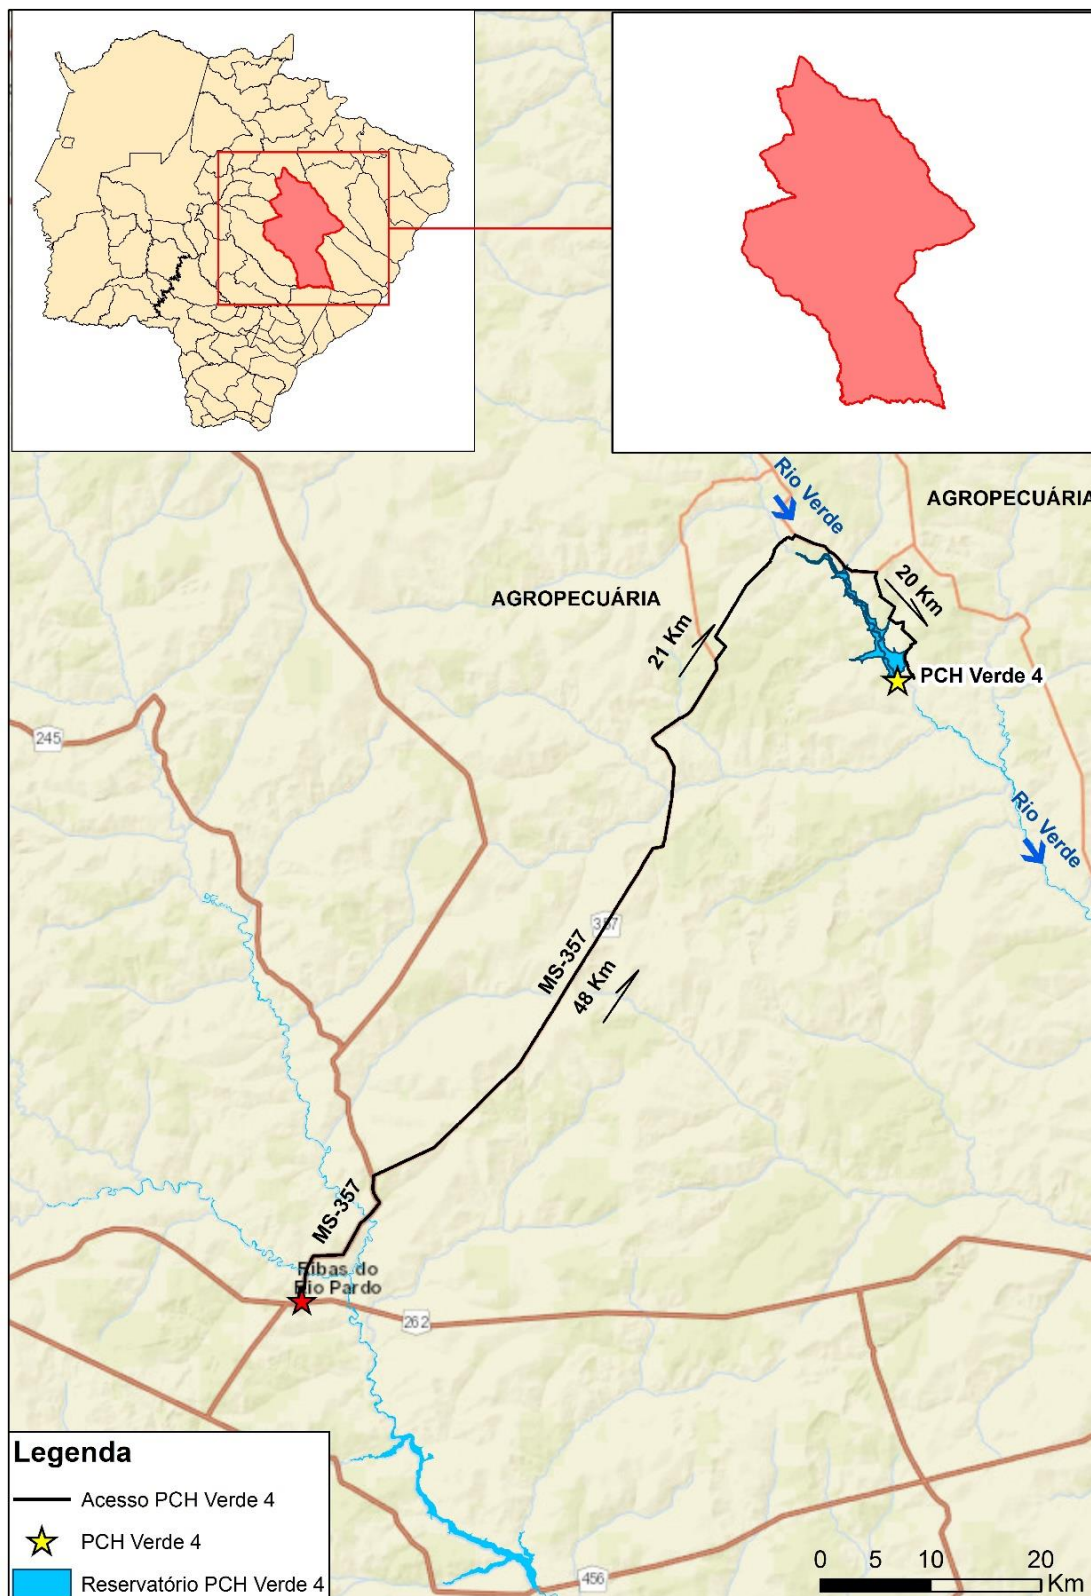 Rio Verde
AGROPECUÁRIA
AGROPECUÁRIA
20 Km
21 Km
PCH Verde 4
245
Rio Verde
357
MS-357
48 Km
MS-357
Ribas do
Rio Pardo
262
Legenda
Acesso PCH Verde 4
PCH Verde 4
Reservatório PCH Verde 4
456
0 5 10 20
Km